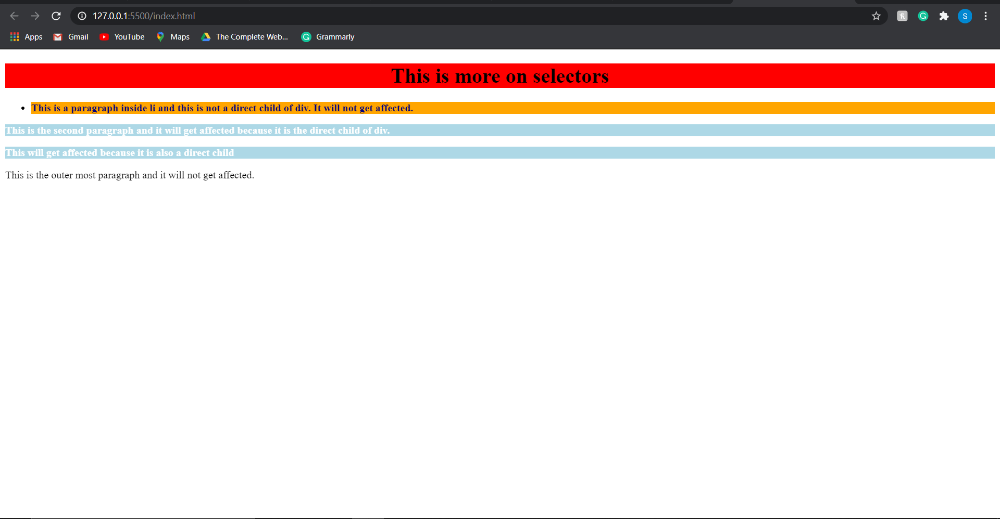 127.0.0.1:5500/index.html
S
Apps Gmail YouTube Maps The Complete Web... Grammarly
This is more on selectors
• This is a paragraph inside li and this is not a direct child of div. It will not get affected.
This is the second paragraph and it will get affected because it is the direct child of div.
This will get affected because it is also a direct child
This is the outer most paragraph and it will not get affected.